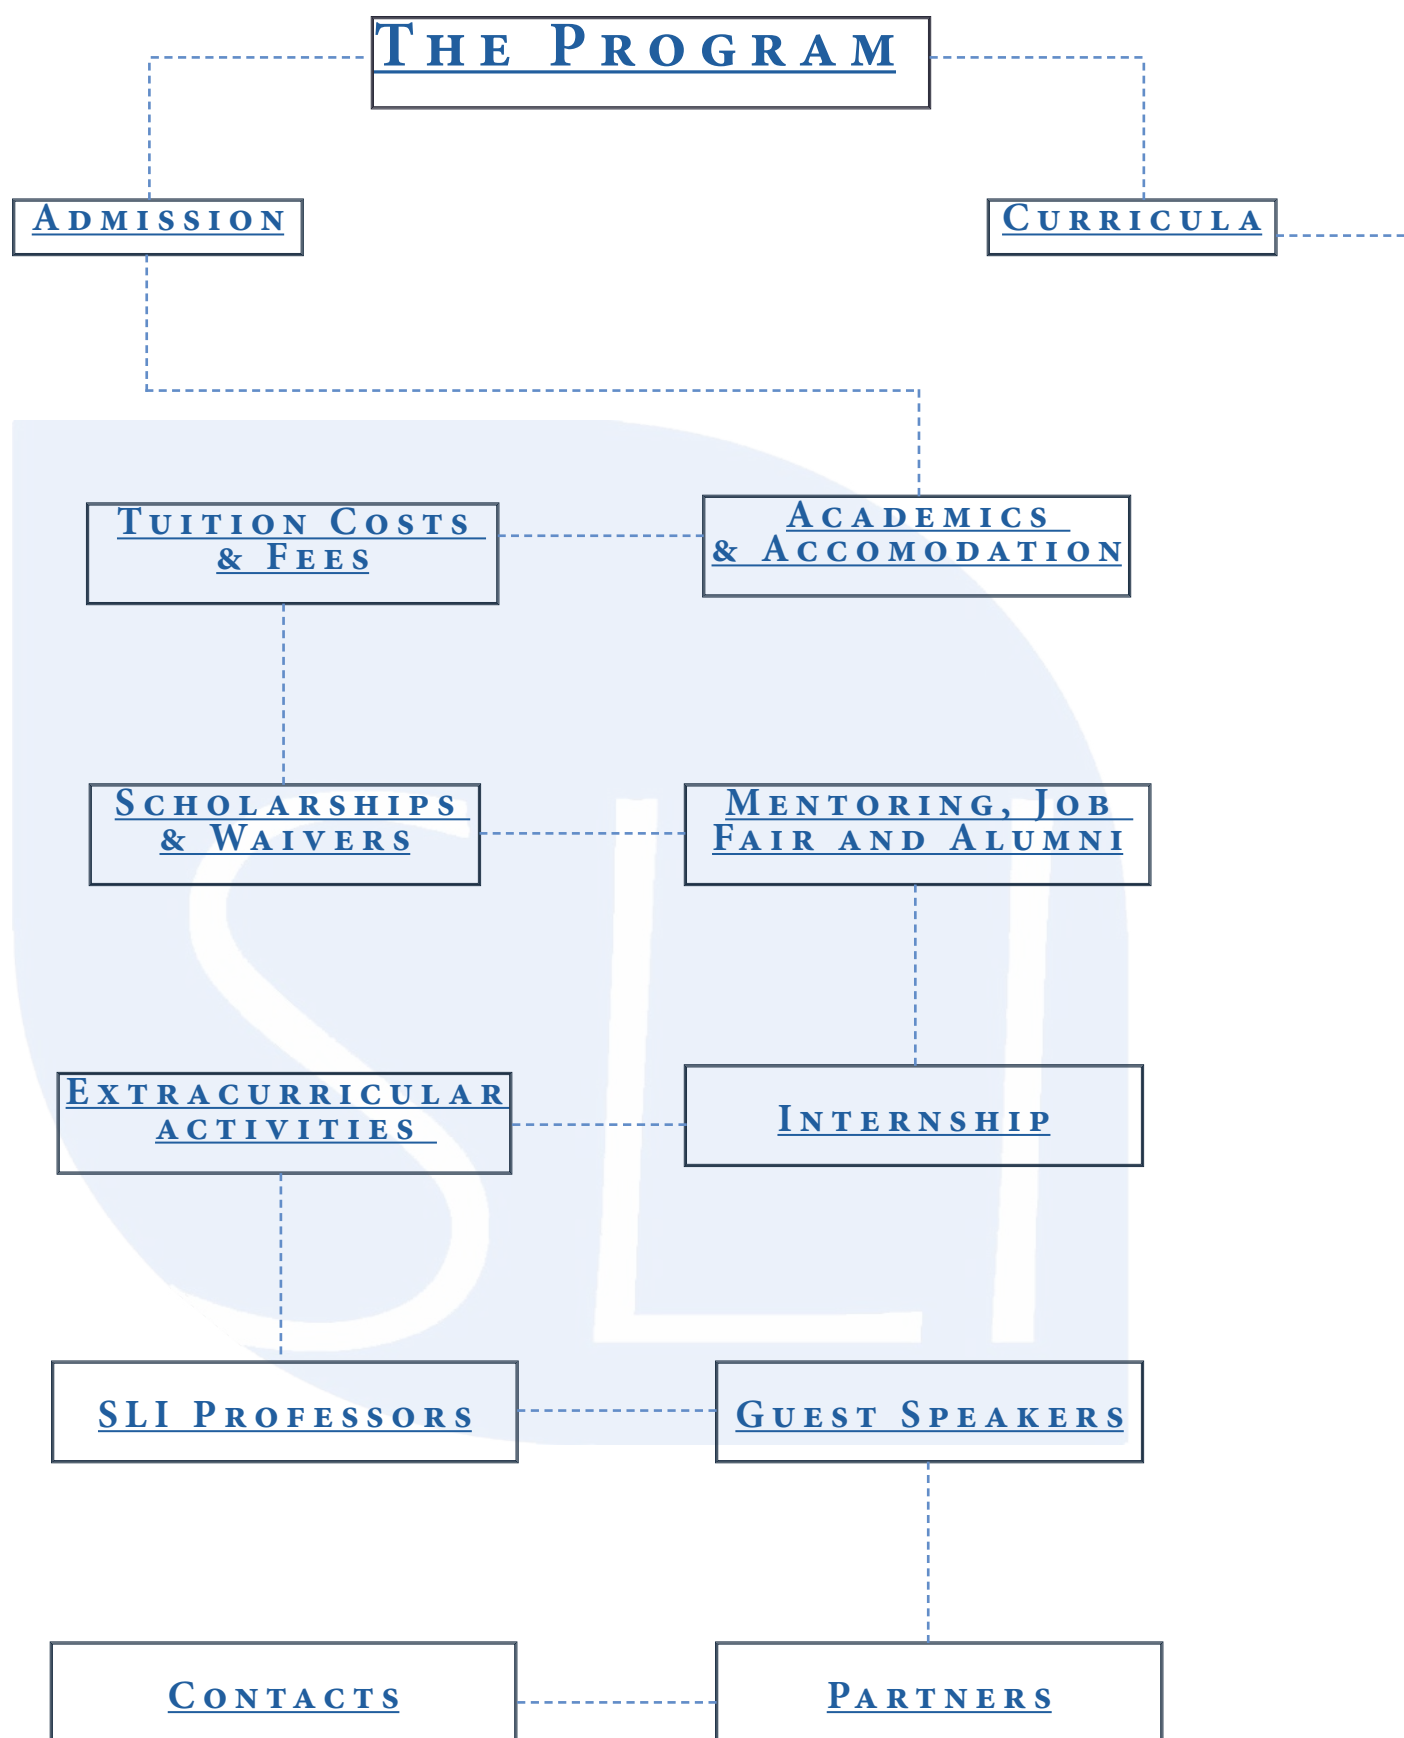 The Program
Admission
Curricula
Tuition Costs
& Fees
Academics
& Accomodation
Scholarships
& Waivers
Mentoring, Job
Fair and Alumni
Extracurricular
activities
Internship
SLI Professors
Guest Speakers
Contacts
Partners
SLI